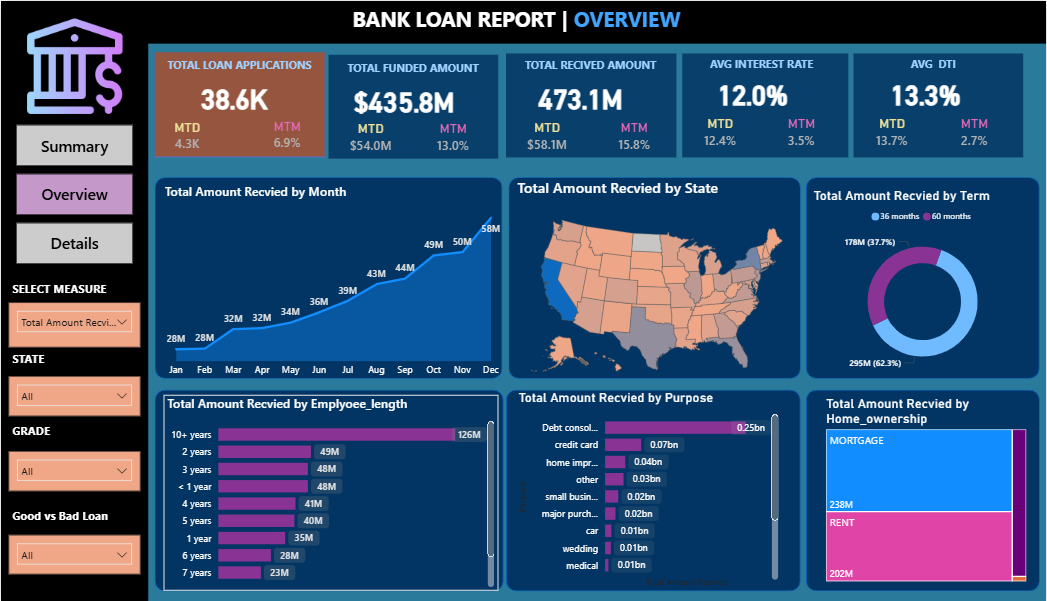 BANK LOAN REPORT | OVERVIEW
Summary
Overview
Details
SELECT MEASURE
Total Amount Recvi...
STATE
All
GRADE
All
Good vs Bad Loan
All
TOTAL LOAN APPLICATIONS
38.6K
MTD MTM
4.3K 6.9%
TOTAL FUNDED AMOUNT
$435.8M
MTD MTM
$54.0M 13.0%
TOTAL RECIVED AMOUNT
473.1M
MTD MTM
$58.1M 15.8%
AVG INTEREST RATE
12.0%
MTD MTM
12.4% 3.5%
AVG DTI
13.3%
MTD MTM
13.7% 2.7%
Total Amount Recvied by Month
28M 28M 32M 32M 34M 36M 39M 43M 44M 49M 50M 58M
Jan Feb Mar Apr May Jun Jul Aug Sep Oct Nov Dec
Total Amount Recvied by State
Total Amount Recvied by Term
36 months 60 months
178M (37.7%)
295M (62.3%)
Total Amount Recvied by Emplyoee_length
10+ years 126M
2 years 49M
3 years 48M
< 1 year 48M
4 years 41M
5 years 40M
1 year 35M
6 years 28M
7 years 23M
Total Amount Recvied by Purpose
Debt consol... 0.25bn
credit card 0.07bn
home impr... 0.04bn
other 0.03bn
small busin... 0.02bn
major purch... 0.02bn
car 0.01bn
wedding 0.01bn
medical 0.01bn
Total Amount Recvied by
Home_ownership
MORTGAGE
238M
RENT
202M